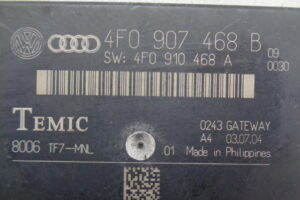 4F0 907 468 B
09
SW: 4F0 910 468 A
0030
TEMIC
0243 GATEWAY
A4 03.07.04
8006 TF7-MNL
01 Made in Philippines